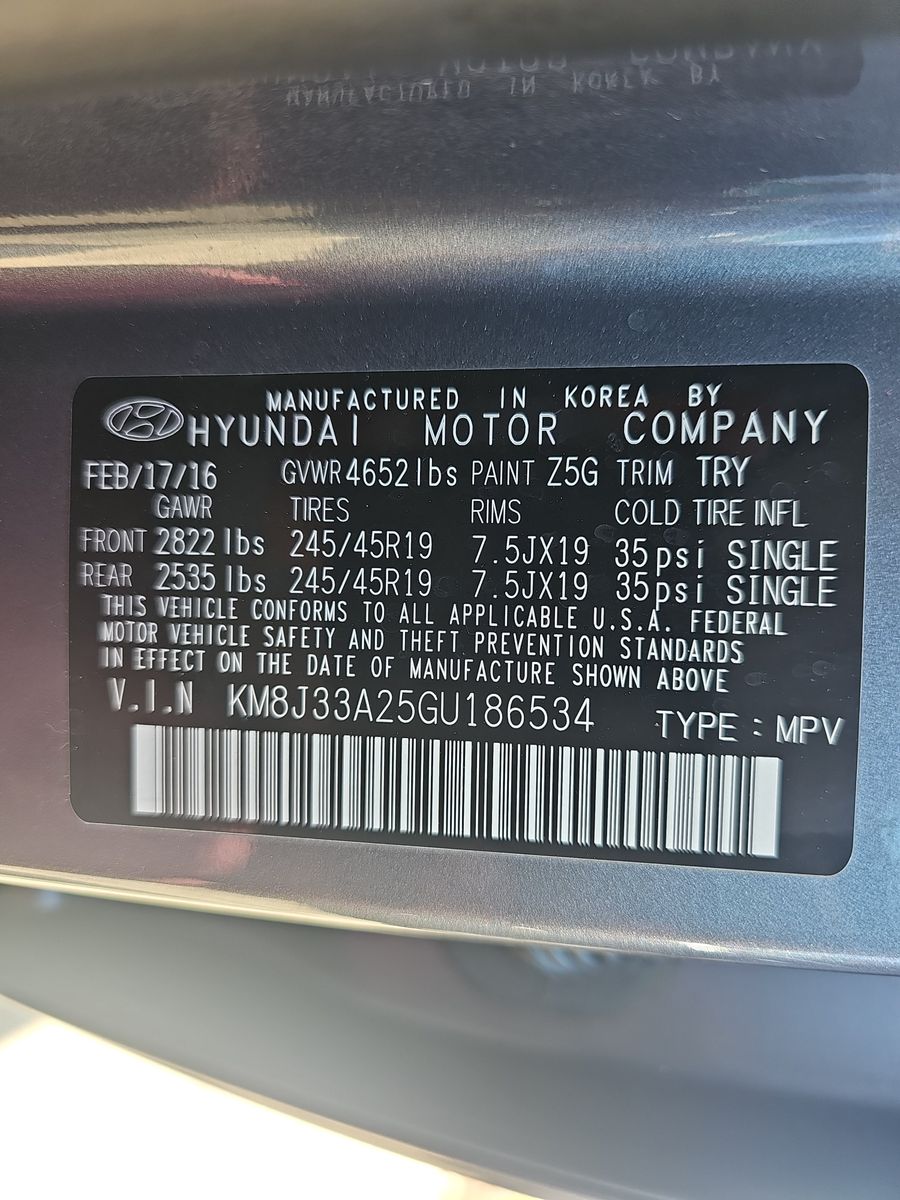 MANUFACTURED IN KOREA BY
HYUNDAI MOTOR COMPANY
FEB/17/16 GVWR 4652 lbs PAINT Z5G TRIM TRY
GAWR TIRES RIMS COLD TIRE INFL
FRONT 2822 lbs 245/45R19 7.5JX19 35psi SINGLE
REAR 2535 lbs 245/45R19 7.5JX19 35psi SINGLE
THIS VEHICLE CONFORMS TO ALL APPLICABLE U.S.A. FEDERAL
MOTOR VEHICLE SAFETY AND THEFT PREVENTION STANDARDS
IN EFFECT ON THE DATE OF MANUFACTURE SHOWN ABOVE
V.I.N KM8J33A25GU186534 TYPE : MPV